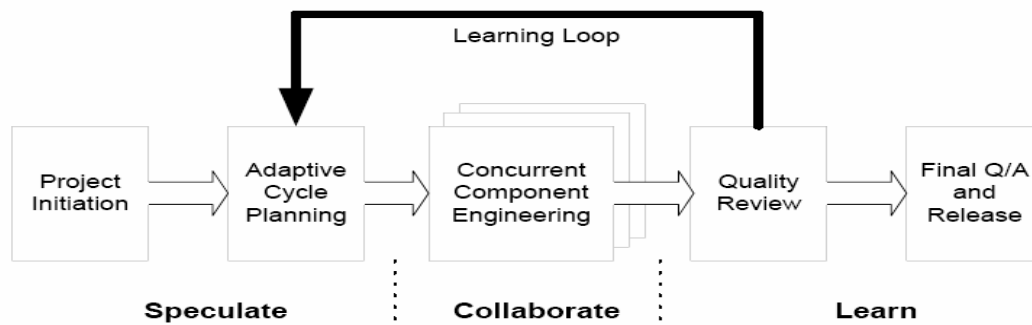 Learning Loop
Project
Initiation
Adaptive
Cycle
Planning
Concurrent
Component
Engineering
Quality
Review
Final Q/A
and
Release
Speculate
Collaborate
Learn